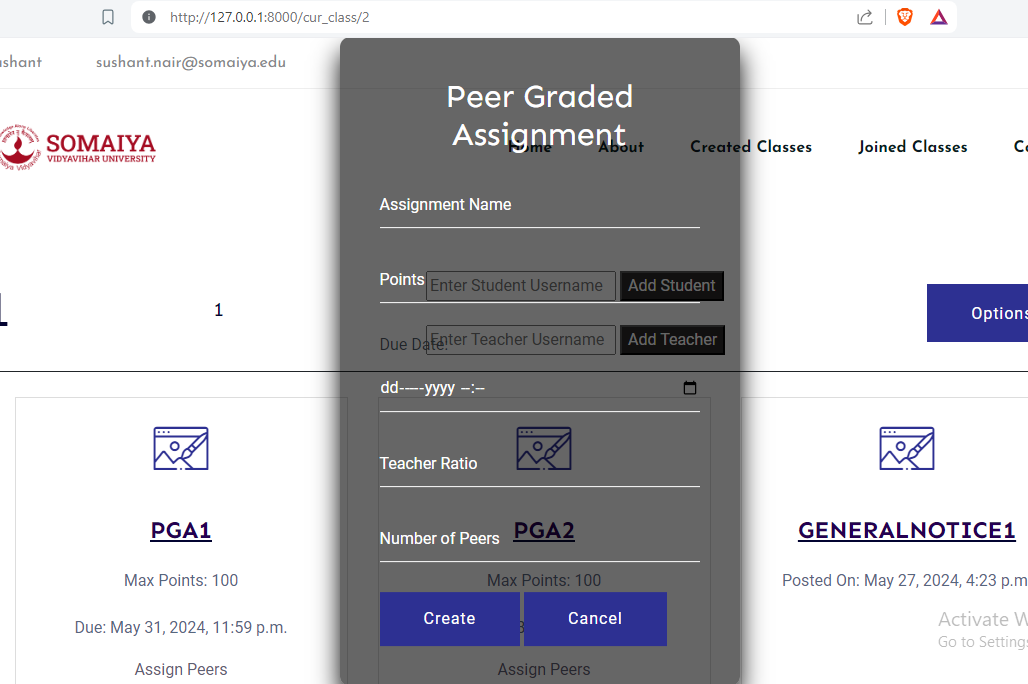 http://127.0.0.1:8000/cur_class/2
ushant sushant.nair@somaiya.edu
Peer Graded
Assignment
SOMAIYA
VIDYAVIHAR UNIVERSITY
Home About Created Classes Joined Classes
Assignment Name
Points
Enter Student Username Add Student
1 1 Options
Due Date:
Enter Teacher Username Add Teacher
dd-----yyyy --:--
Teacher Ratio
PGA1 PGA2 GENERALNOTICE1
Number of Peers
Max Points: 100 Max Points: 100 Posted On: May 27, 2024, 4:23 p.m
Create Cancel
Due: May 31, 2024, 11:59 p.m.
Activate W
Go to Settings
Assign Peers Assign Peers